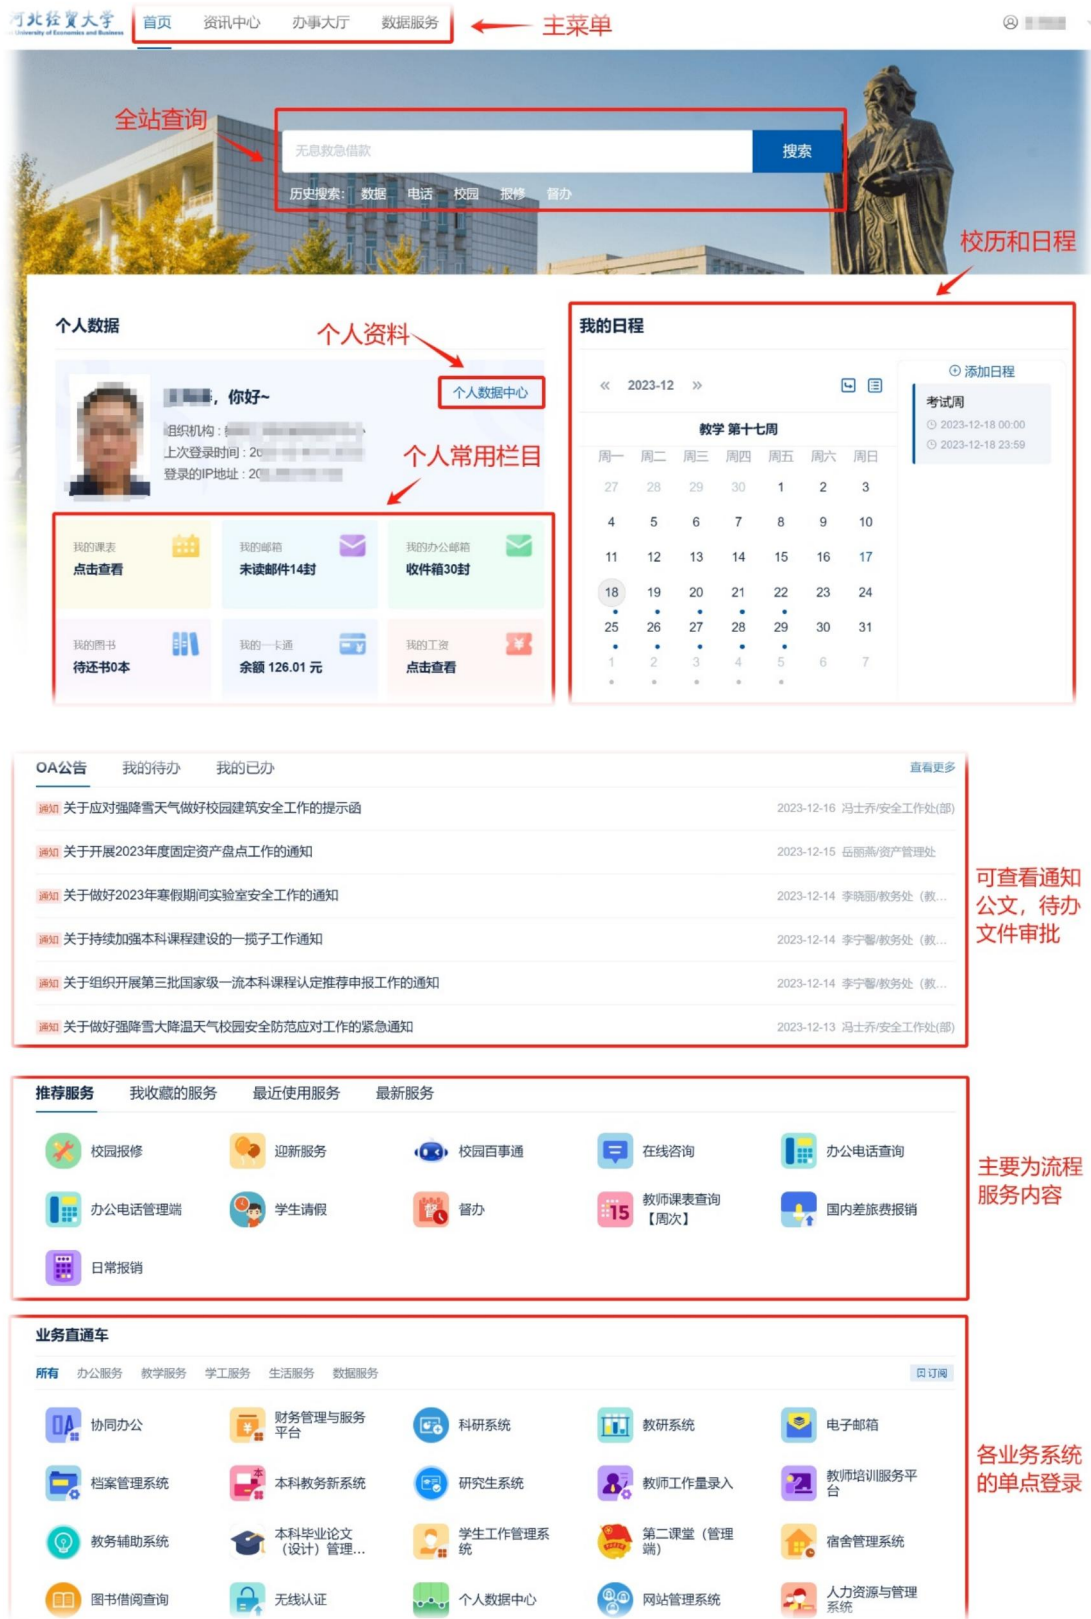 河北经贸大学
University of Economics and Business
首页 资讯中心 办事大厅 数据服务
主菜单
全站查询
无息救急借款 搜索
历史搜索： 数据 电话 校园 报修 督办
校历和日程
个人数据
个人资料
个人数据中心
，你好~
组织机构：
上次登录时间：20
登录的IP地址：20
个人常用栏目
我的课表
点击查看
我的邮箱
未读邮件14封
我的办公邮箱
收件箱30封
我的图书
待还书0本
我的一卡通
余额 126.01 元
我的工资
点击查看
我的日程
2023-12
教学 第十七周
周一 周二 周三 周四 周五 周六 周日
27 28 29 30 1 2 3
4 5 6 7 8 9 10
11 12 13 14 15 16 17
18 19 20 21 22 23 24
25 26 27 28 29 30 31
1 2 3 4 5 6 7
添加日程
考试周
2023-12-18 00:00
2023-12-18 23:59
OA公告 我的待办 我的已办 查看更多
通知 关于应对强降雪天气做好校园建筑安全工作的提示函 2023-12-16 冯士乔/安全工作处(部)
通知 关于开展2023年度固定资产盘点工作的通知 2023-12-15 岳丽燕/资产管理处
通知 关于做好2023年寒假期间实验室安全工作的通知 2023-12-14 李晓丽/教务处（教...
通知 关于持续加强本科课程建设的一揽子工作通知 2023-12-14 李宁馨/教务处（教...
通知 关于组织开展第三批国家级一流本科课程认定推荐申报工作的通知 2023-12-14 李宁馨/教务处（教...
通知 关于做好强降雪大降温天气校园安全防范应对工作的紧急通知 2023-12-13 冯士乔/安全工作处(部)
可查看通知
公文，待办
文件审批
推荐服务 我收藏的服务 最近使用服务 最新服务
校园报修 迎新服务 校园百事通 在线咨询 办公电话查询
办公电话管理端 学生请假 督办 教师课表查询【周次】 国内差旅费报销
日常报销
主要为流程
服务内容
业务直通车
所有 办公服务 教学服务 学工服务 生活服务 数据服务 订阅
协同办公 财务管理与服务平台 科研系统 教研系统 电子邮箱
档案管理系统 本科教务新系统 研究生系统 教师工作量录入 教师培训服务平台
教务辅助系统 本科毕业论文（设计）管理... 学生工作管理系统 第二课堂（管理端） 宿舍管理系统
图书借阅查询 无线认证 个人数据中心 网站管理系统 人力资源与管理系统
各业务系统
的单点登录